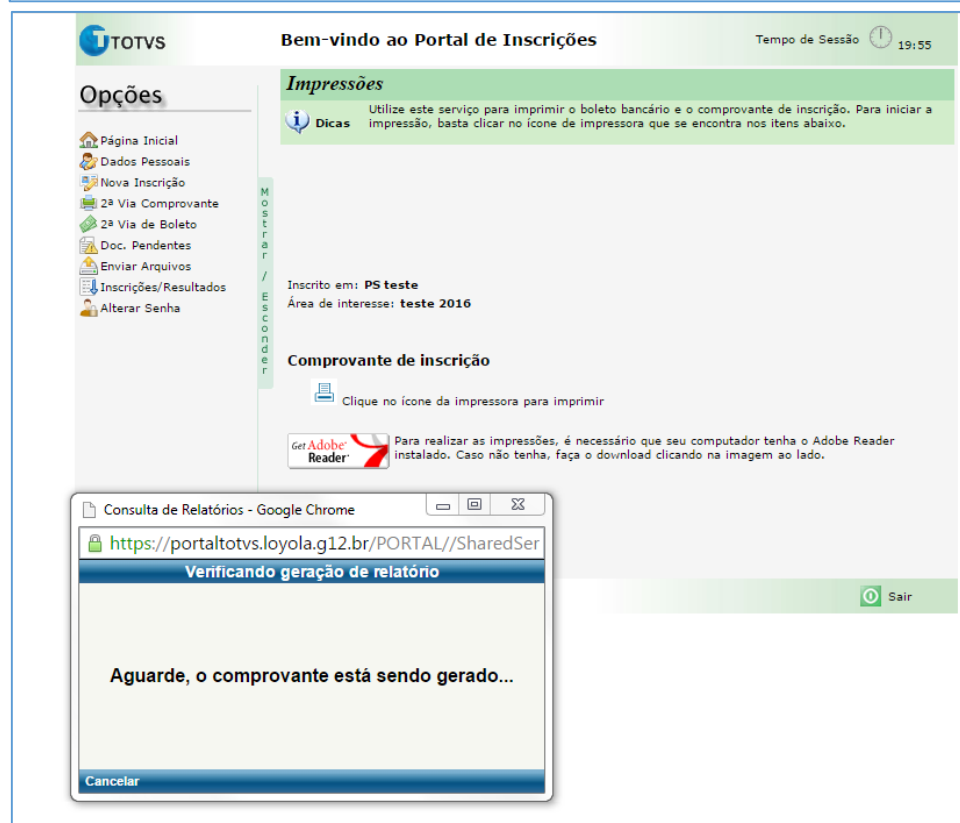 TOTVS
Bem-vindo ao Portal de Inscrições
Tempo de Sessão 19:55
Opções
Página Inicial
Dados Pessoais
Nova Inscrição
2ª Via Comprovante
2ª Via de Boleto
Doc. Pendentes
Enviar Arquivos
Inscrições/Resultados
Alterar Senha
Mostrar / Esconder
Impressões
Dicas
Utilize este serviço para imprimir o boleto bancário e o comprovante de inscrição. Para iniciar a
impressão, basta clicar no ícone de impressora que se encontra nos itens abaixo.
Inscrito em: PS teste
Área de interesse: teste 2016
Comprovante de inscrição
Clique no ícone da impressora para imprimir
Get Adobe
Reader
Para realizar as impressões, é necessário que seu computador tenha o Adobe Reader
instalado. Caso não tenha, faça o download clicando na imagem ao lado.
Sair
Consulta de Relatórios - Google Chrome
https://portaltotvs.loyola.g12.br/PORTAL//SharedSer
Verificando geração de relatório
Aguarde, o comprovante está sendo gerado...
Cancelar